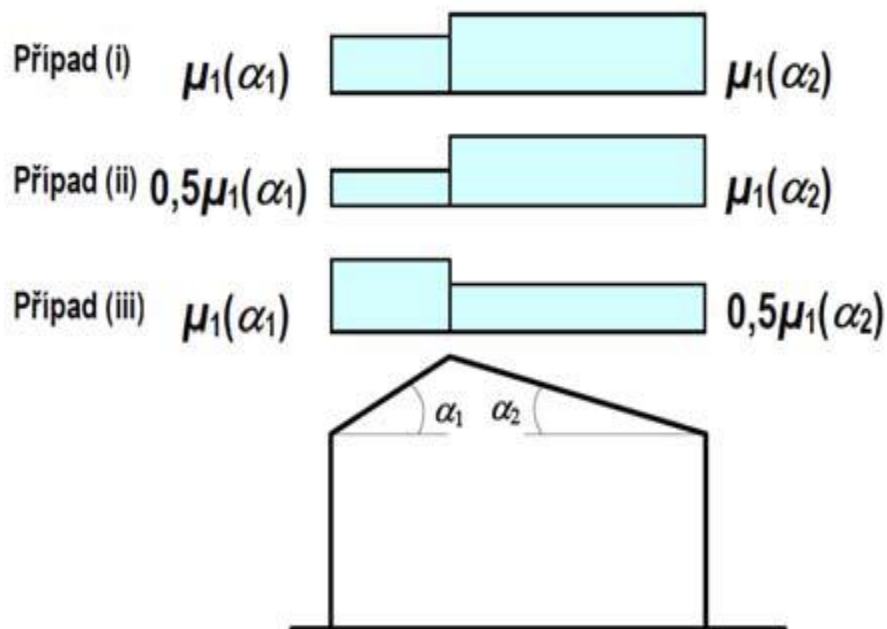 Případ (i) μ₁(α₁) μ₁(α₂)
Případ (ii) 0,5μ₁(α₁) μ₁(α₂)
Případ (iii) μ₁(α₁) 0,5μ₁(α₂)
α₁ α₂